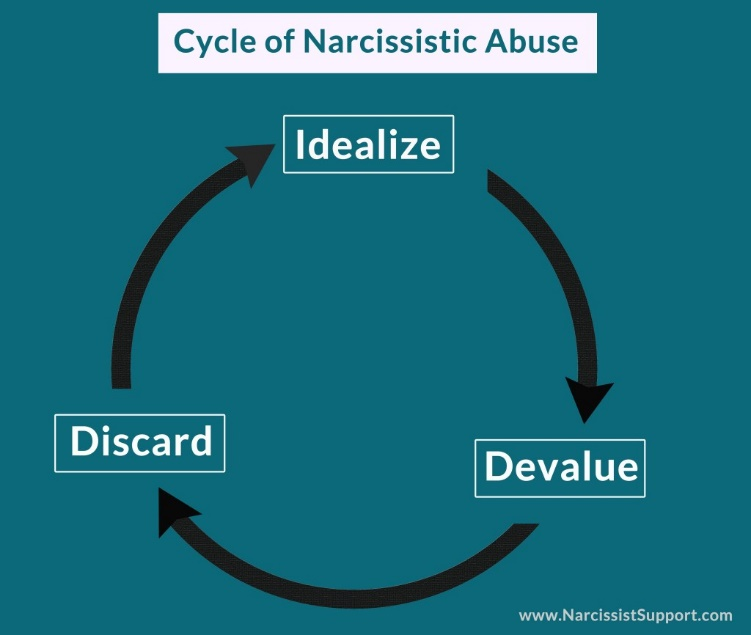 Cycle of Narcissistic Abuse
Idealize
Discard
Devalue
www.NarcissistSupport.com